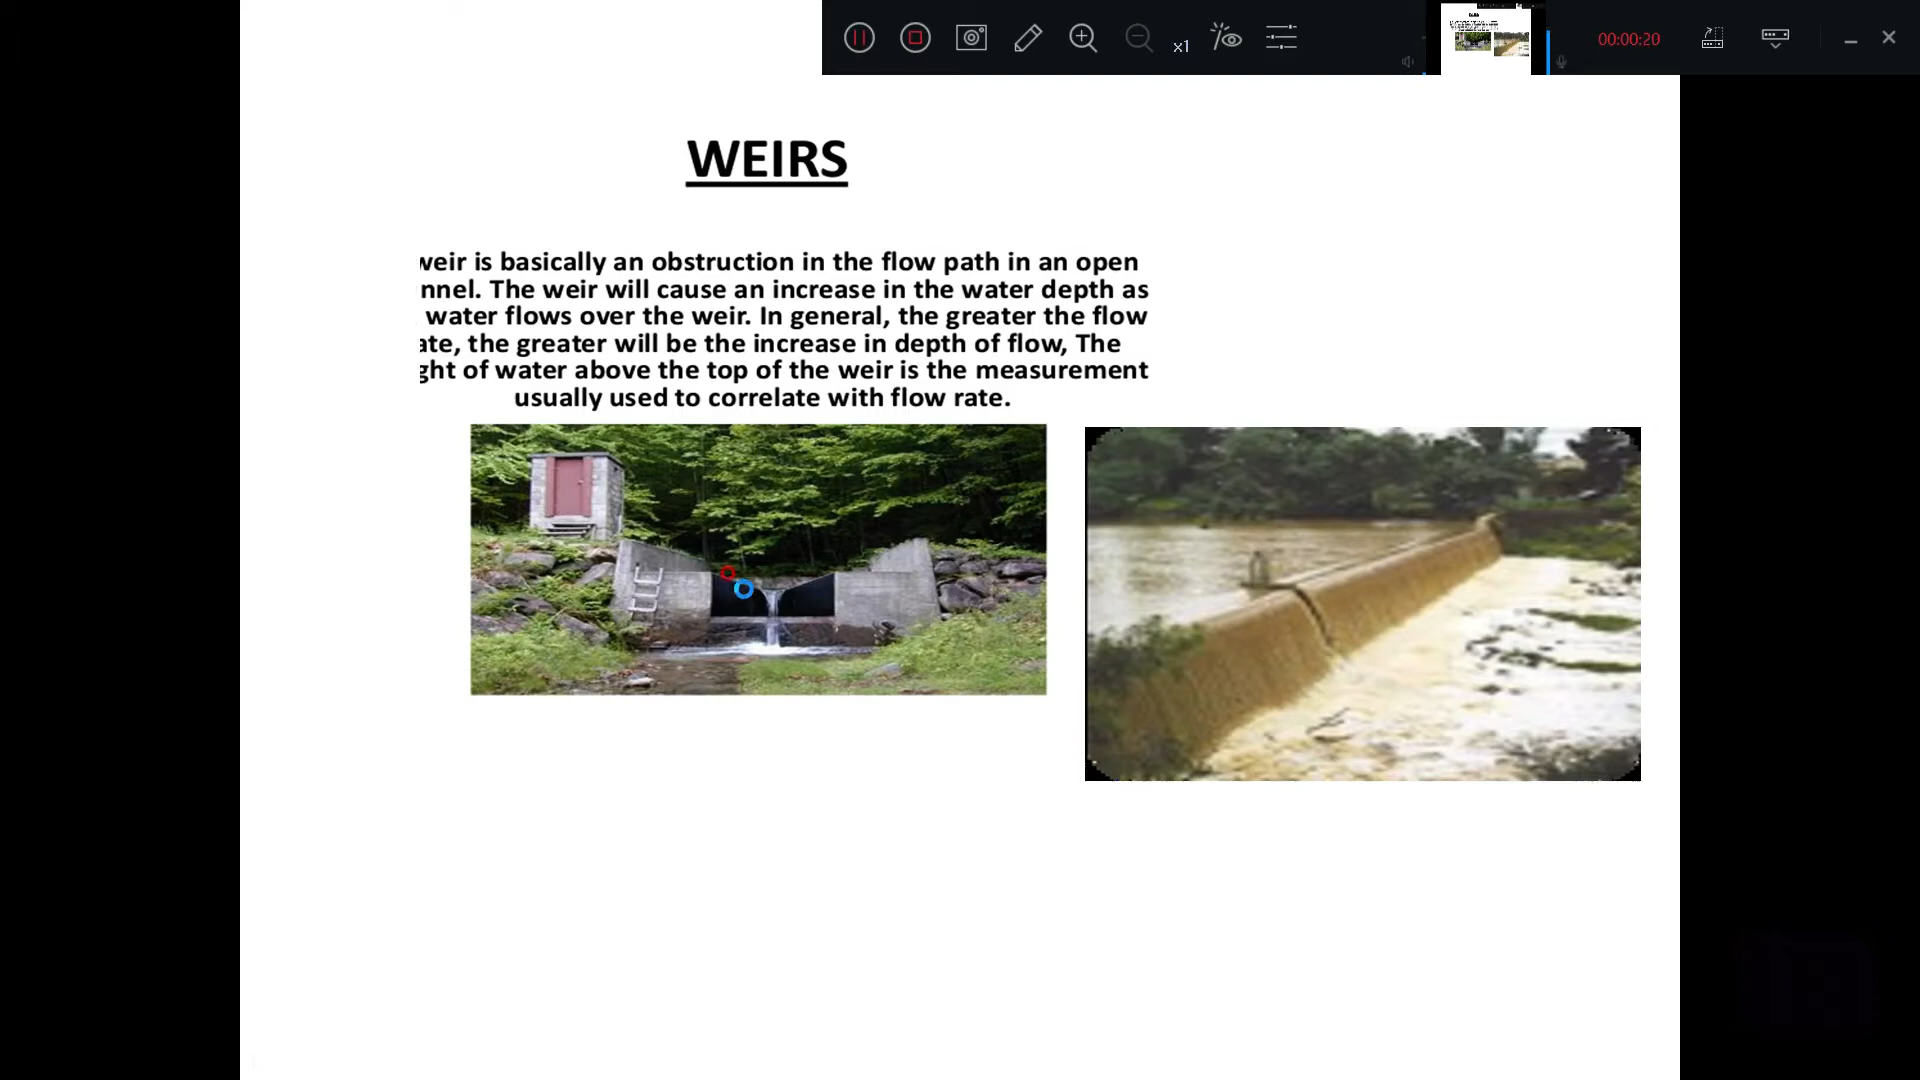 x1
00:00:20
WEIRS
weir is basically an obstruction in the flow path in an open
nnel. The weir will cause an increase in the water depth as
water flows over the weir. In general, the greater the flow
ate, the greater will be the increase in depth of flow, The
ght of water above the top of the weir is the measurement
usually used to correlate with flow rate.